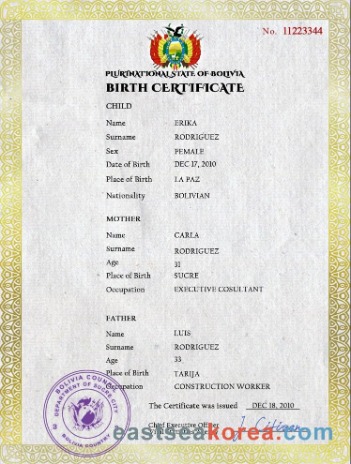 No. 11223344
PLURINATIONAL STATE OF BOLIVIA
BIRTH CERTIFICATE
CHILD
Name ERIKA
Surname RODRIGUEZ
Sex FEMALE
Date of Birth DEC 17, 2010
Place of Birth LA PAZ
Nationality BOLIVIAN
MOTHER
Name CARLA
Surname RODRIGUEZ
Age 31
Place of Birth SUCRE
Occupation EXECUTIVE COSULTANT
FATHER
Name LUIS
Surname RODRIGUEZ
Age 33
Place of Birth TARIJA
Occupation CONSTRUCTION WORKER
The Certificate was issued DEC 18, 2010
Chief Executive Officer
J. Citizen
BOLIVIA COUNCIL
DEPARTMENT OF SUCRE CITY
BOLIVIA COUNTRY
eastseakorea.com